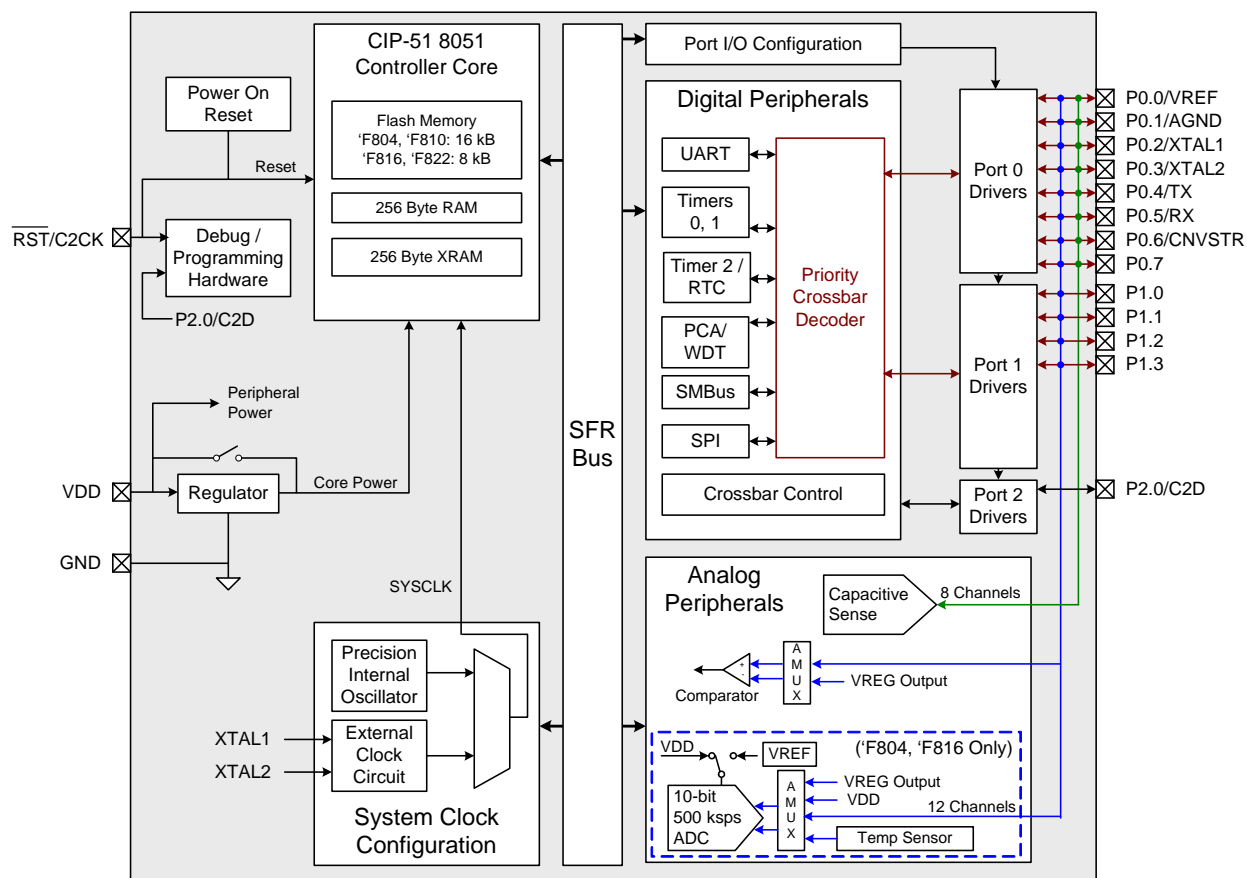 CIP-51 8051
Controller Core
Flash Memory
‘F804, ‘F810: 16 kB
‘F816, ‘F822: 8 kB
256 Byte RAM
256 Byte XRAM
Power On
Reset
Reset
RST/C2CK
Debug /
Programming
Hardware
P2.0/C2D
Peripheral
Power
VDD
Regulator
Core Power
GND
SYSCLK
Precision
Internal
Oscillator
XTAL1
XTAL2
External
Clock
Circuit
System Clock
Configuration
SFR
Bus
Port I/O Configuration
Digital Peripherals
UART
Timers
0, 1
Timer 2 /
RTC
PCA/
WDT
SMBus
SPI
Priority
Crossbar
Decoder
Crossbar Control
Port 0
Drivers
Port 1
Drivers
Port 2
Drivers
P0.0/VREF
P0.1/AGND
P0.2/XTAL1
P0.3/XTAL2
P0.4/TX
P0.5/RX
P0.6/CNVSTR
P0.7
P1.0
P1.1
P1.2
P1.3
P2.0/C2D
Analog
Peripherals
Capacitive
Sense
8 Channels
+
-
Comparator
AMUX
VREG Output
(‘F804, ‘F816 Only)
VDD
VREF
10-bit
500 ksps
ADC
AMUX
VREG Output
VDD
12 Channels
Temp Sensor